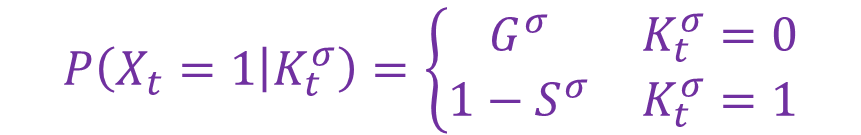 P(X_t = 1|K_t^σ) = { G^σ K_t^σ = 0
1 − S^σ K_t^σ = 1